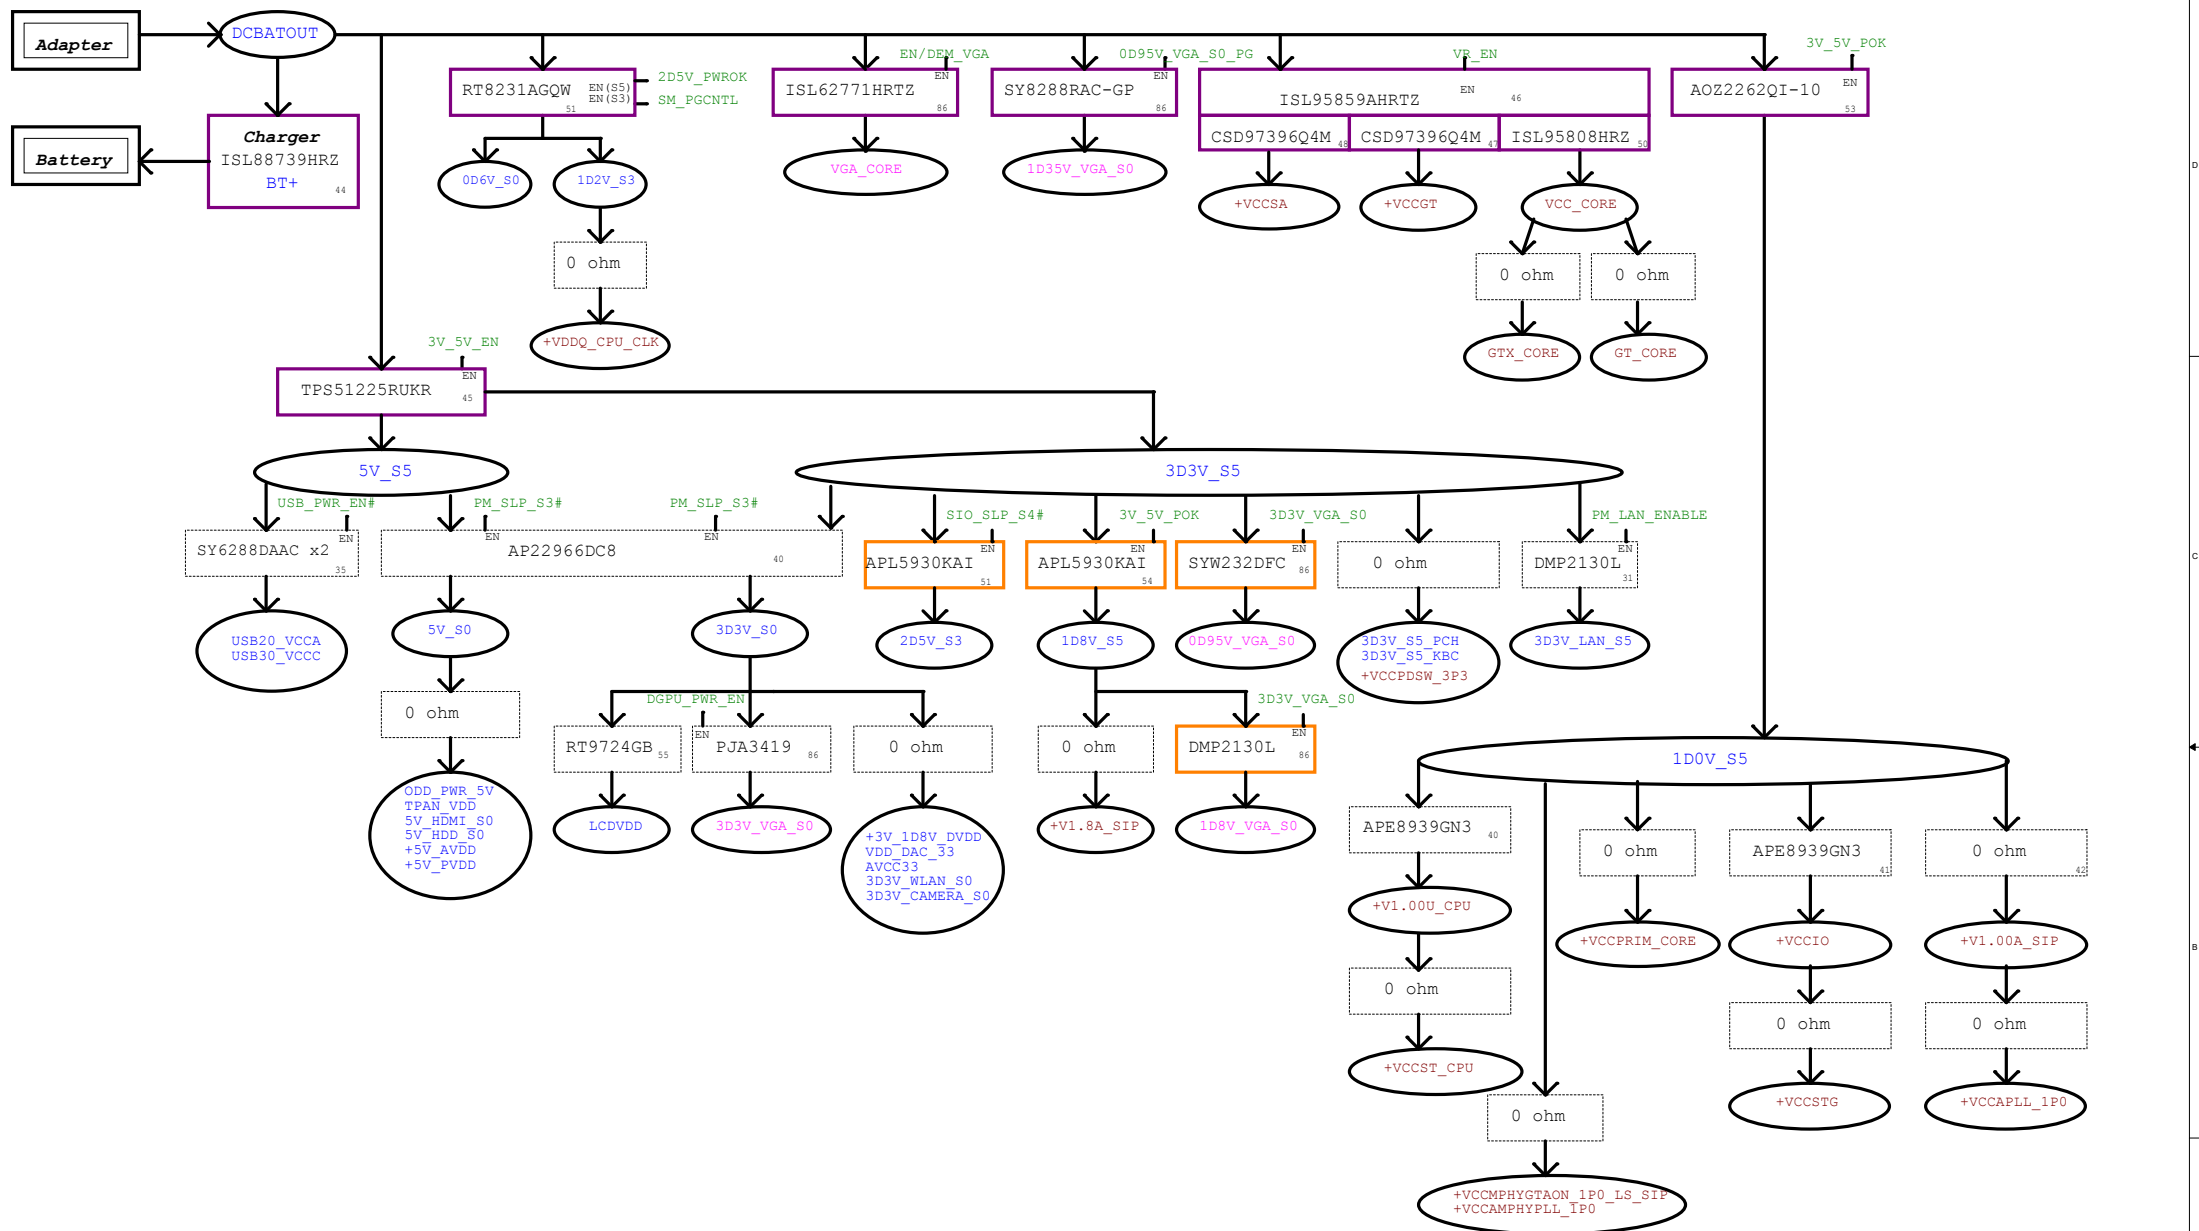 Adapter
DCBATOUT
Battery
Charger
ISL88739HRZ
BT+
44
RT8231AGQW
EN(S5)
EN(S3)
51
2D5V_PWROK
SM_PGCNTL
0D6V_S0
1D2V_S3
0 ohm
+VDDQ_CPU_CLK
EN/DEM_VGA
EN
ISL62771HRTZ
86
VGA_CORE
0D95V_VGA_S0_PG
EN
SY8288RAC-GP
86
1D35V_VGA_S0
VR_EN
EN
46
ISL95859AHRTZ
CSD97396Q4M
48
CSD97396Q4M
47
ISL95808HRZ
50
+VCCSA
+VCCGT
VCC_CORE
0 ohm
0 ohm
GTX_CORE
GT_CORE
3V_5V_POK
EN
AOZ2262QI-10
53
3V_5V_EN
EN
TPS51225RUKR
45
5V_S5
3D3V_S5
USB_PWR_EN#
EN
SY6288DAAC x2
35
USB20_VCCA
USB30_VCCC
PM_SLP_S3#
PM_SLP_S3#
EN
EN
AP22966DC8
40
5V_S0
3D3V_S0
0 ohm
ODD_PWR_5V
TPAN_VDD
5V_HDMI_S0
5V_HDD_S0
+5V_AVDD
+5V_PVDD
DGPU_PWR_EN
RT9724GB
55
EN
PJA3419
86
0 ohm
LCDVDD
3D3V_VGA_S0
+3V_1D8V_DVDD
VDD_DAC_33
AVCC33
3D3V_WLAN_S0
3D3V_CAMERA_S0
SIO_SLP_S4#
EN
APL5930KAI
51
2D5V_S3
3V_5V_POK
EN
APL5930KAI
54
1D8V_S5
3D3V_VGA_S0
EN
SYW232DFC
86
0D95V_VGA_S0
0 ohm
3D3V_S5_PCH
3D3V_S5_KBC
+VCCPDSW_3P3
PM_LAN_ENABLE
EN
DMP2130L
31
3D3V_LAN_S5
0 ohm
+V1.8A_SIP
3D3V_VGA_S0
EN
DMP2130L
86
1D8V_VGA_S0
1D0V_S5
APE8939GN3
40
+V1.00U_CPU
0 ohm
+VCCST_CPU
0 ohm
+VCCMPHYGTAON_1P0_LS_SIP
+VCCAMPHYPLL_1P0
0 ohm
+VCCPRIM_CORE
APE8939GN3
41
+VCCIO
0 ohm
+VCCSTG
0 ohm
42
+V1.00A_SIP
0 ohm
+VCCAPLL_1P0
D
C
B